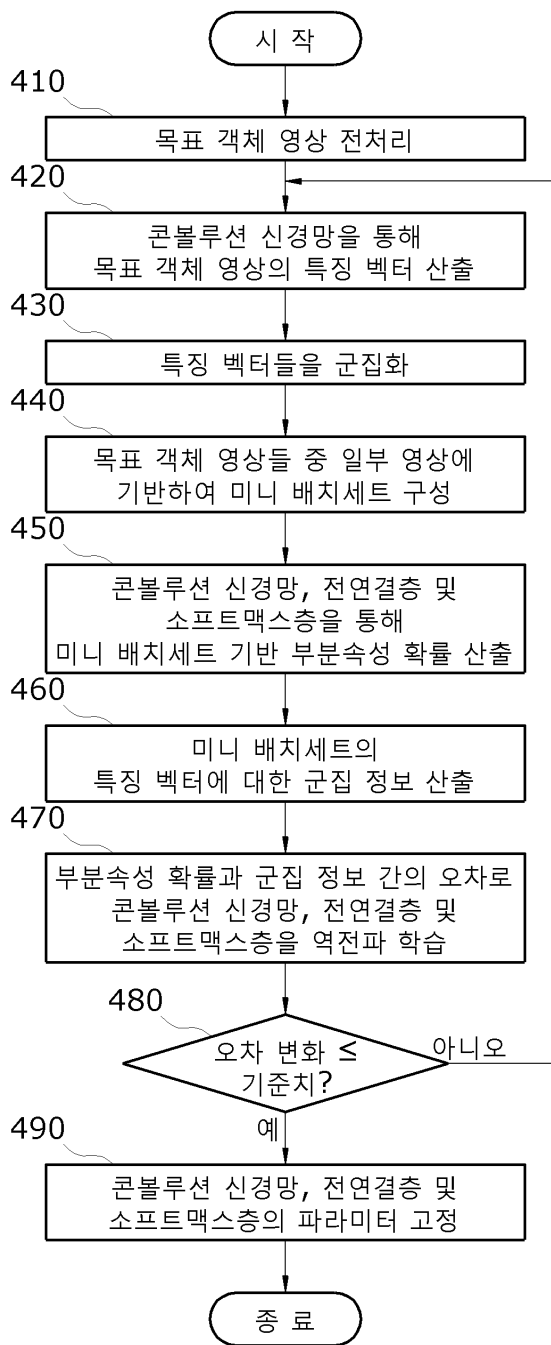 시 작
410
목표 객체 영상 전처리
420
콘볼루션 신경망을 통해
목표 객체 영상의 특징 벡터 산출
430
특징 벡터들을 군집화
440
목표 객체 영상들 중 일부 영상에
기반하여 미니 배치세트 구성
450
콘볼루션 신경망, 전연결층 및
소프트맥스층을 통해
미니 배치세트 기반 부분속성 확률 산출
460
미니 배치세트의
특징 벡터에 대한 군집 정보 산출
470
부분속성 확률과 군집 정보 간의 오차로
콘볼루션 신경망, 전연결층 및
소프트맥스층을 역전파 학습
480
오차 변화 ≤
기준치?
아니오
예
490
콘볼루션 신경망, 전연결층 및
소프트맥스층의 파라미터 고정
종 료